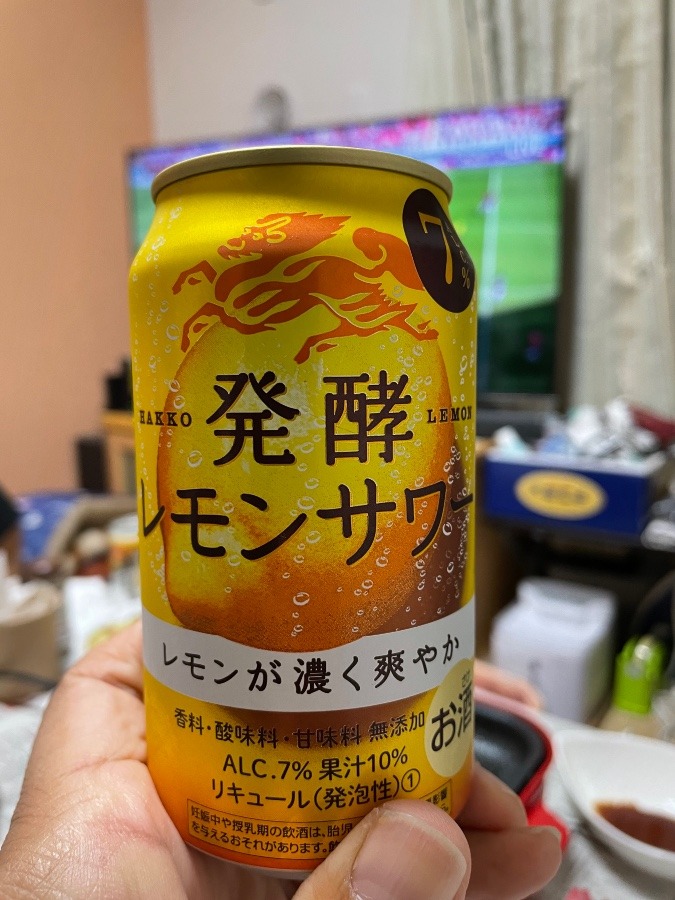 7
HAKKO 発酵 LEMON
レモンサワー
レモンが濃く爽やか
香料・酸味料・甘味料 無添加
お酒
ALC.7% 果汁10%
リキュール(発泡性)①
妊娠中や授乳期の飲酒は、胎児
を与えるおそれがあります。